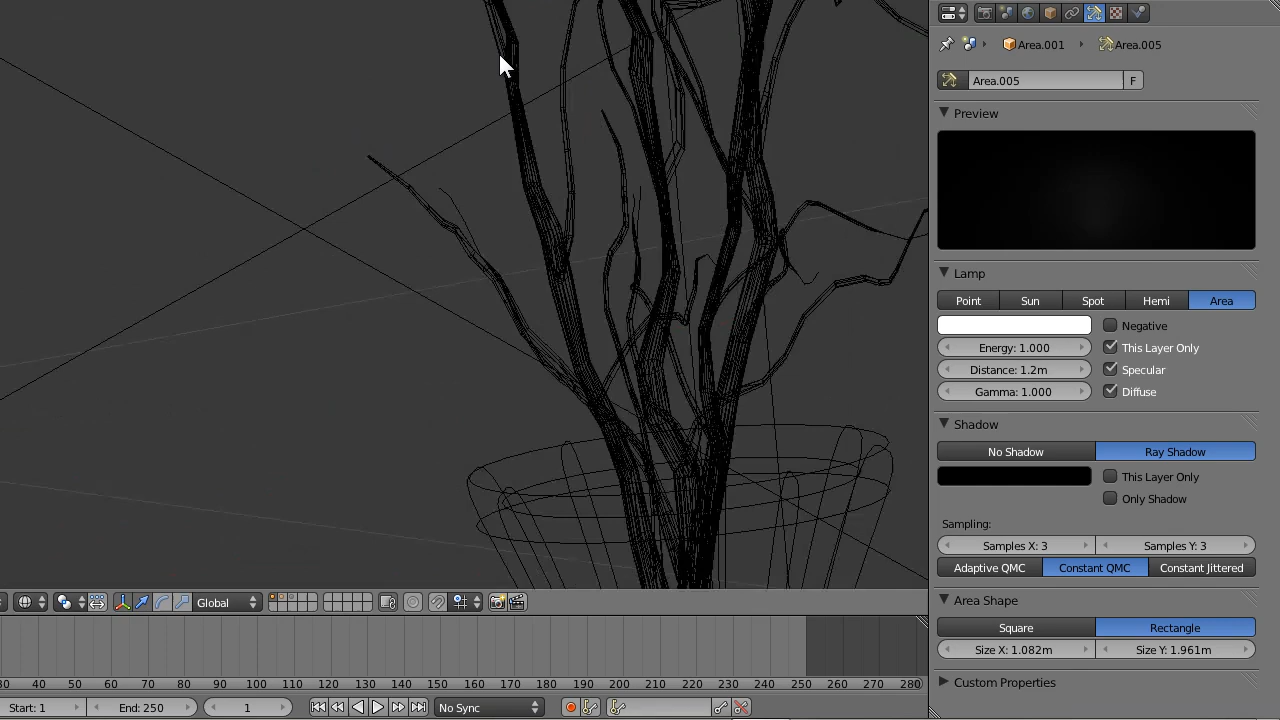 Area.001 Area.005
Area.005 F
Preview
Lamp
Point Sun Spot Hemi Area
Negative
Energy: 1.000 This Layer Only
Distance: 1.2m Specular
Gamma: 1.000 Diffuse
Shadow
No Shadow Ray Shadow
This Layer Only
Only Shadow
Sampling:
Samples X: 3 Samples Y: 3
Adaptive QMC Constant QMC Constant Jittered
Area Shape
Square Rectangle
Size X: 1.082m Size Y: 1.961m
Custom Properties
Global
30 40 50 60 70 80 90 100 110 120 130 140 150 160 170 180 190 200 210 220 230 240 250 260 270 280
Start: 1 End: 250 1 No Sync